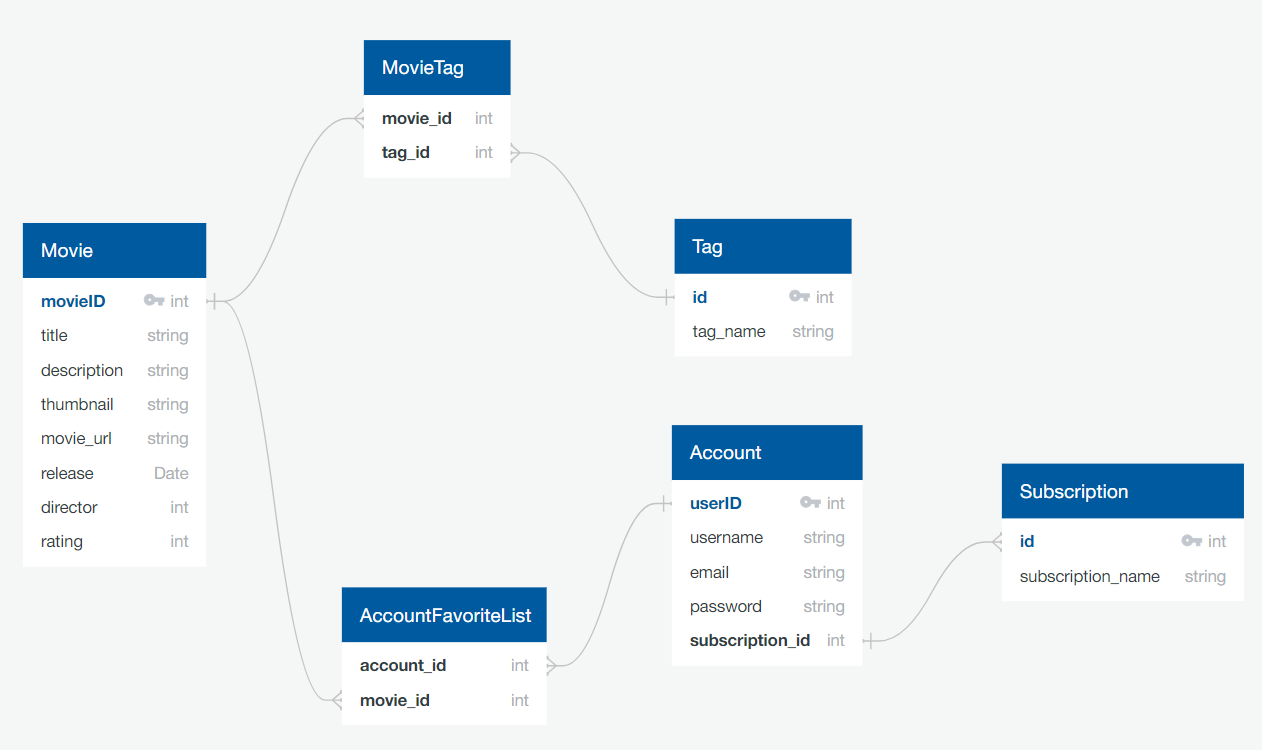 MovieTag
movie_id int
tag_id int
Movie
movieID int
title string
description string
thumbnail string
movie_url string
release Date
director int
rating int
Tag
id int
tag_name string
Account
userID int
username string
email string
password string
subscription_id int
Subscription
id int
subscription_name string
AccountFavoriteList
account_id int
movie_id int